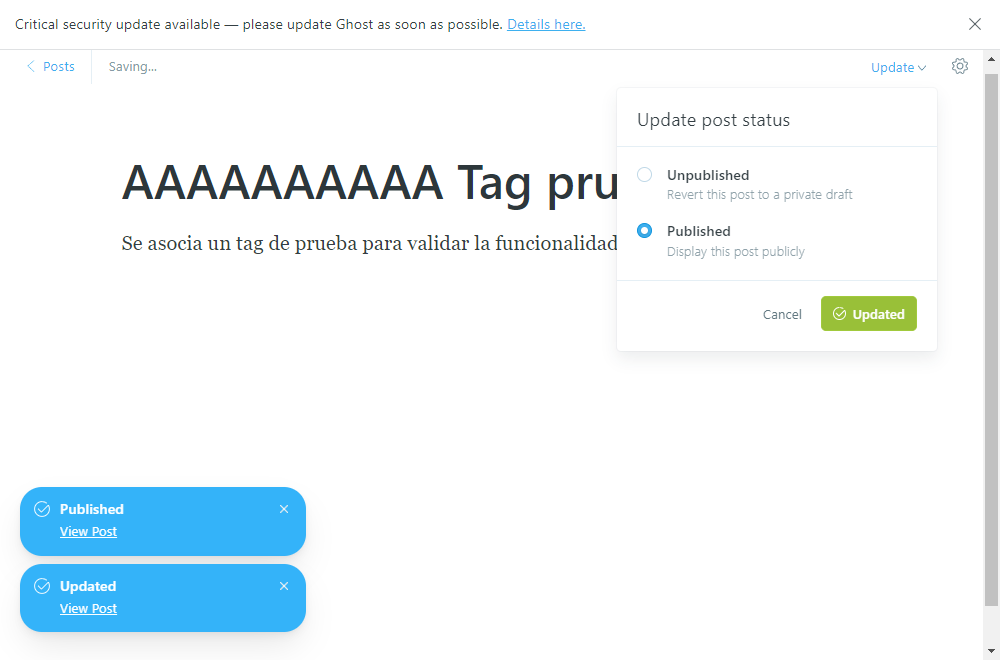 Critical security update available — please update Ghost as soon as possible. Details here.
Posts
Saving...
Update
Update post status
AAAAAAAAAA Tag pru
Unpublished
Revert this post to a private draft
Se asocia un tag de prueba para validar la funcionalidad
Published
Display this post publicly
Cancel
Updated
Published
View Post
Updated
View Post